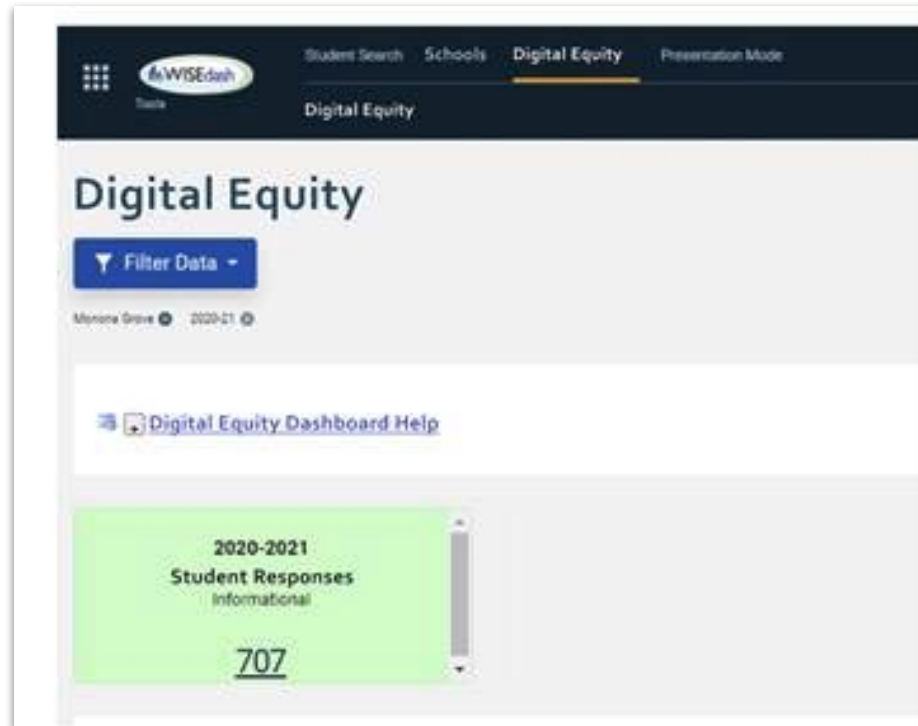 WISEdash
Tools
Student Search Schools Digital Equity Presentation Mode
Digital Equity
Digital Equity
Filter Data
Monona Grove 2020-21
Digital Equity Dashboard Help
2020-2021
Student Responses
Informational
707